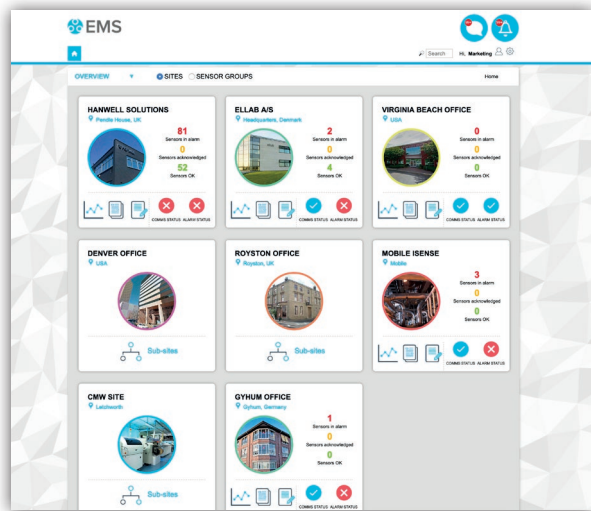 EMS
Search Hi, Marketing
OVERVIEW SITES SENSOR GROUPS Home
HANWELL SOLUTIONS
Pendle House, UK
81
Sensors in alarm
0
Sensors acknowledged
52
Sensors OK
COMMS STATUS ALARM STATUS
ELLAB A/S
Headquarters, Denmark
2
Sensors in alarm
0
Sensors acknowledged
4
Sensors OK
COMMS STATUS ALARM STATUS
VIRGINIA BEACH OFFICE
USA
0
Sensors in alarm
0
Sensors acknowledged
0
Sensors OK
COMMS STATUS ALARM STATUS
DENVER OFFICE
USA
Sub-sites
ROYSTON OFFICE
Royston, UK
Sub-sites
MOBILE ISENSE
Mobile
3
Sensors in alarm
0
Sensors acknowledged
0
Sensors OK
COMMS STATUS ALARM STATUS
CMW SITE
Letchworth
Sub-sites
GYHUM OFFICE
Gyhum, Germany
1
Sensors in alarm
0
Sensors acknowledged
0
Sensors OK
COMMS STATUS ALARM STATUS